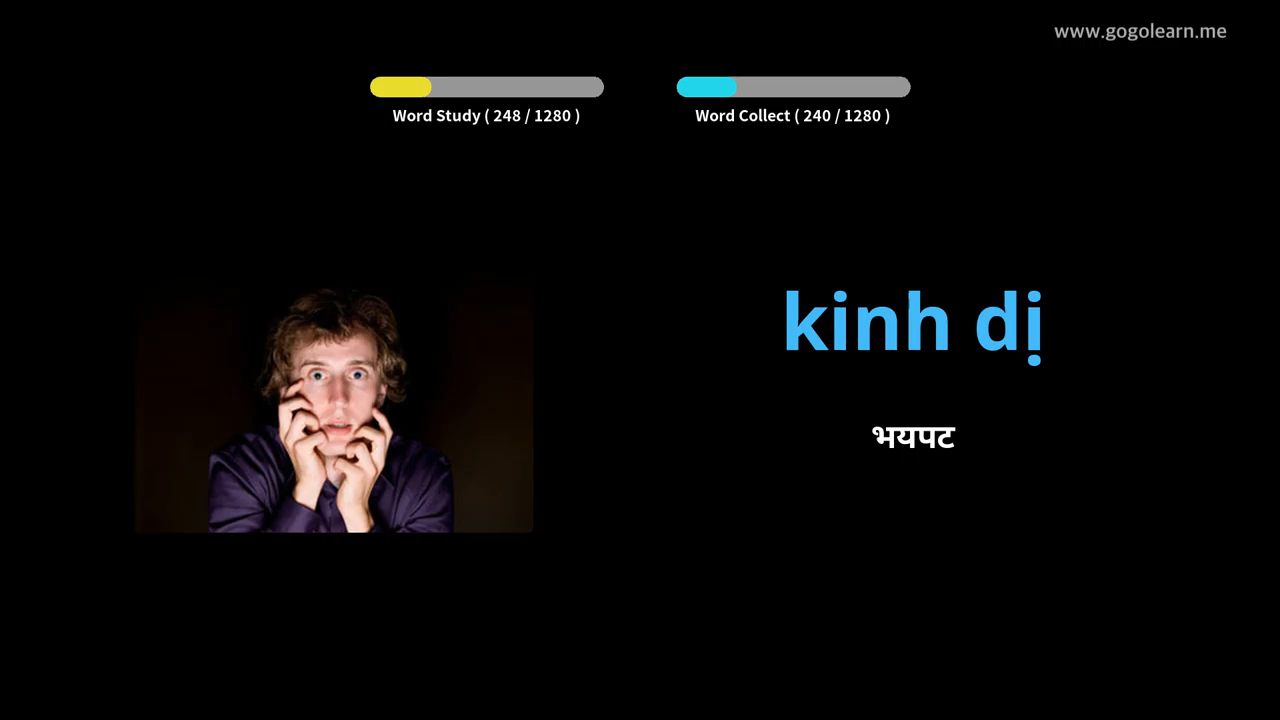 www.gogolearn.me
Word Study ( 248 / 1280 )
Word Collect ( 240 / 1280 )
kinh dị
भयपट